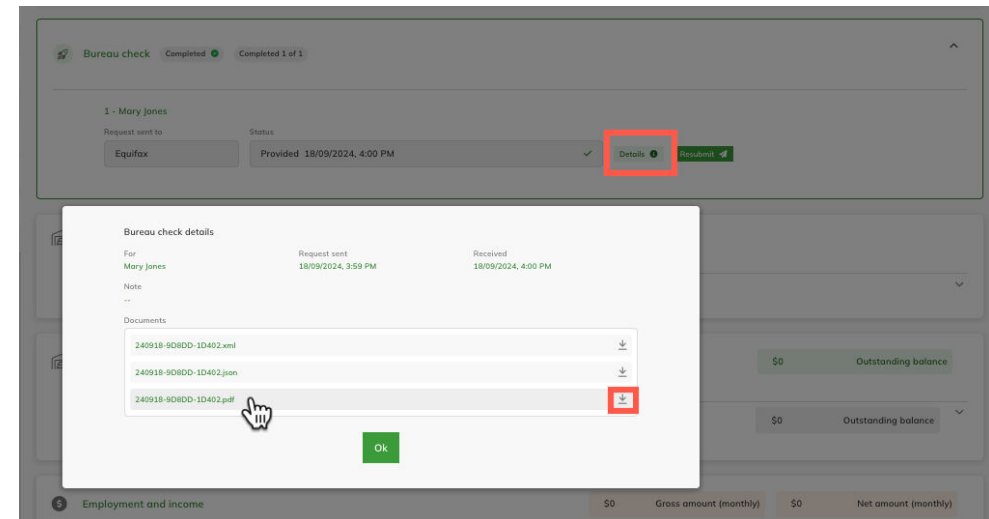 Bureau check Completed Completed 1 of 1
1 - Mary Jones
Request sent to Status
Equifax Provided 18/09/2024, 4:00 PM Details Resubmit
Bureau check details
For Request sent Received
Mary Jones 18/09/2024, 3:59 PM 18/09/2024, 4:00 PM
Note
--
Documents
240918-9D8DD-1D402.xml
240918-9D8DD-1D402.json
$0 Outstanding balance
240918-9D8DD-1D402.pdf
$0 Outstanding balance
Ok
Employment and income $0 Gross amount (monthly) $0 Net amount (monthly)